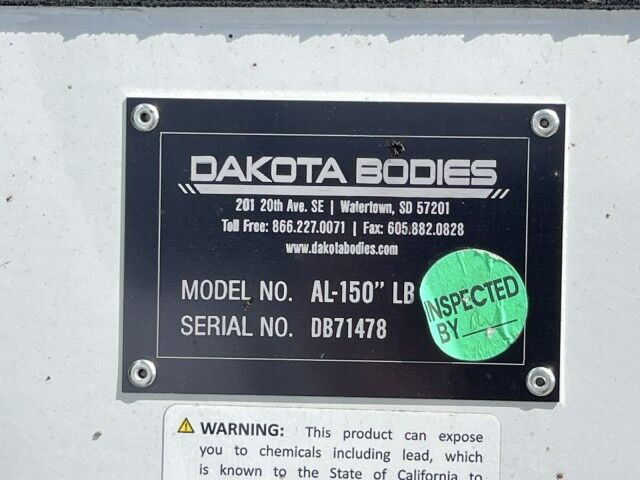 DAKOTA BODIES
201 20th Ave. SE | Watertown, SD 57201
Toll Free: 866.227.0071 | Fax: 605.882.0828
www.dakotabodies.com
MODEL NO. AL-150" LB
SERIAL NO. DB71478
INSPECTED
BY
⚠ WARNING: This product can expose
you to chemicals including lead, which
is known to the State of California to